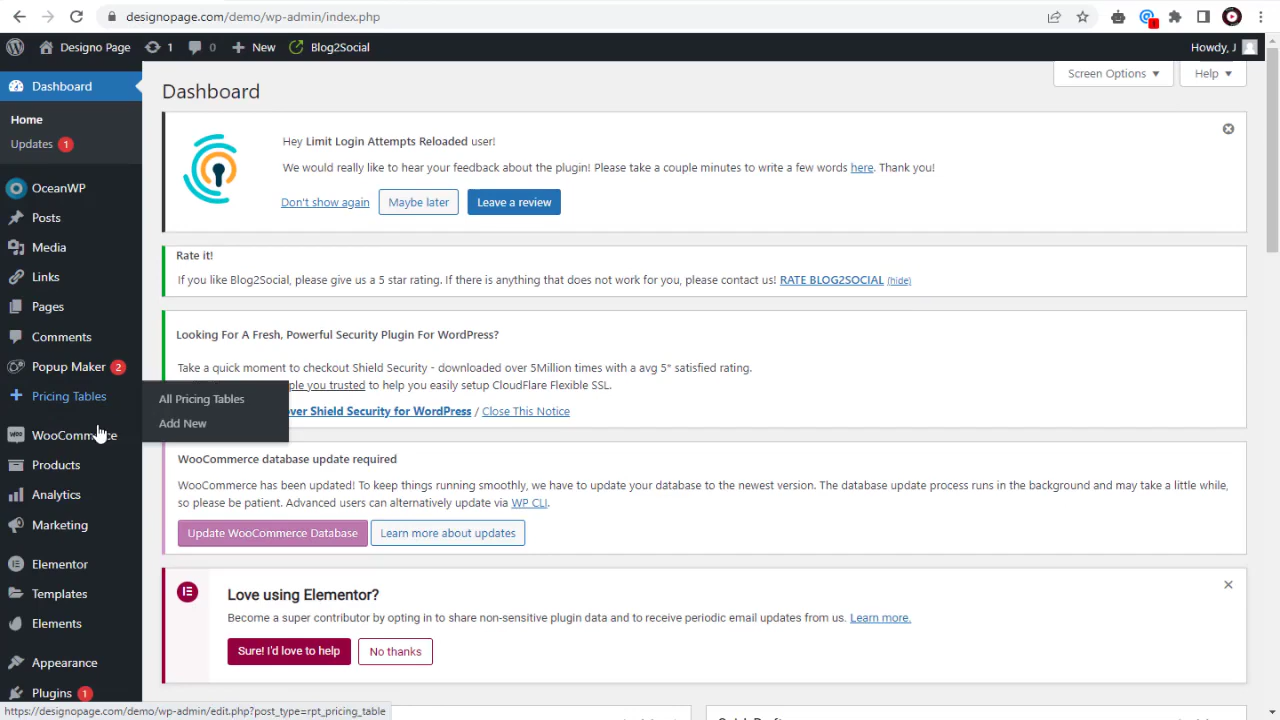 designopage.com/demo/wp-admin/index.php
Designo Page
1
0
New
Blog2Social
Howdy, J
Dashboard
Home
Updates 1
OceanWP
Posts
Media
Links
Pages
Comments
Popup Maker 2
Pricing Tables
All Pricing Tables
Add New
WooCommerce
Products
Analytics
Marketing
Elementor
Templates
Elements
Appearance
Plugins 1
Dashboard
Screen Options
Help
Hey Limit Login Attempts Reloaded user!
We would really like to hear your feedback about the plugin! Please take a couple minutes to write a few words here. Thank you!
Don't show again
Maybe later
Leave a review
Rate it!
If you like Blog2Social, please give us a 5 star rating. If there is anything that does not work for you, please contact us! RATE BLOG2SOCIAL (hide)
Looking For A Fresh, Powerful Security Plugin For WordPress?
Take a quick moment to checkout Shield Security - downloaded over 5Million times with a avg 5* satisfied rating.
ple you trusted to help you easily setup CloudFlare Flexible SSL.
over Shield Security for WordPress / Close This Notice
WooCommerce database update required
WooCommerce has been updated! To keep things running smoothly, we have to update your database to the newest version. The database update process runs in the background and may take a little while,
so please be patient. Advanced users can alternatively update via WP CLI.
Update WooCommerce Database
Learn more about updates
Love using Elementor?
Become a super contributor by opting in to share non-sensitive plugin data and to receive periodic email updates from us. Learn more.
Sure! I'd love to help
No thanks
https://designopage.com/demo/wp-admin/edit.php?post_type=rpt_pricing_table